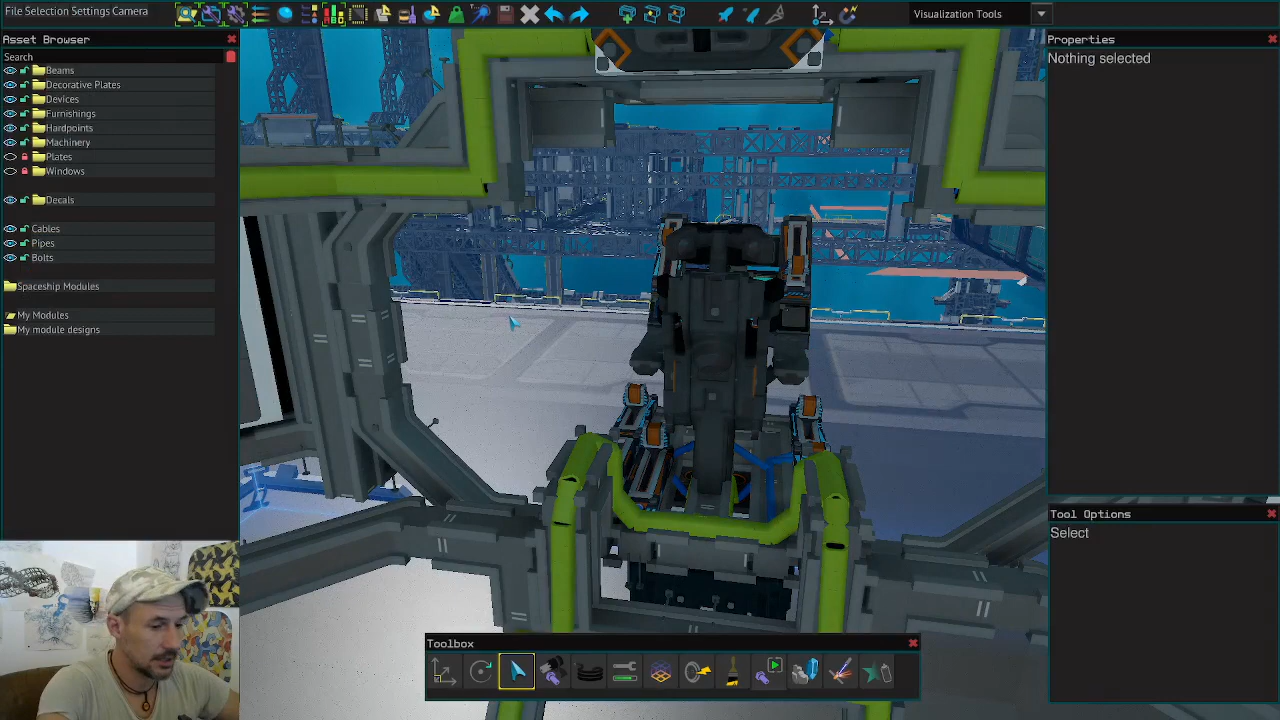 File Selection Settings Camera
Visualization Tools
Asset Browser
Search
Beams
Decorative Plates
Devices
Furnishings
Hardpoints
Machinery
Plates
Windows
Decals
Cables
Pipes
Bolts
Spaceship Modules
My Modules
My module designs
Properties
Nothing selected
Tool Options
Select
Toolbox